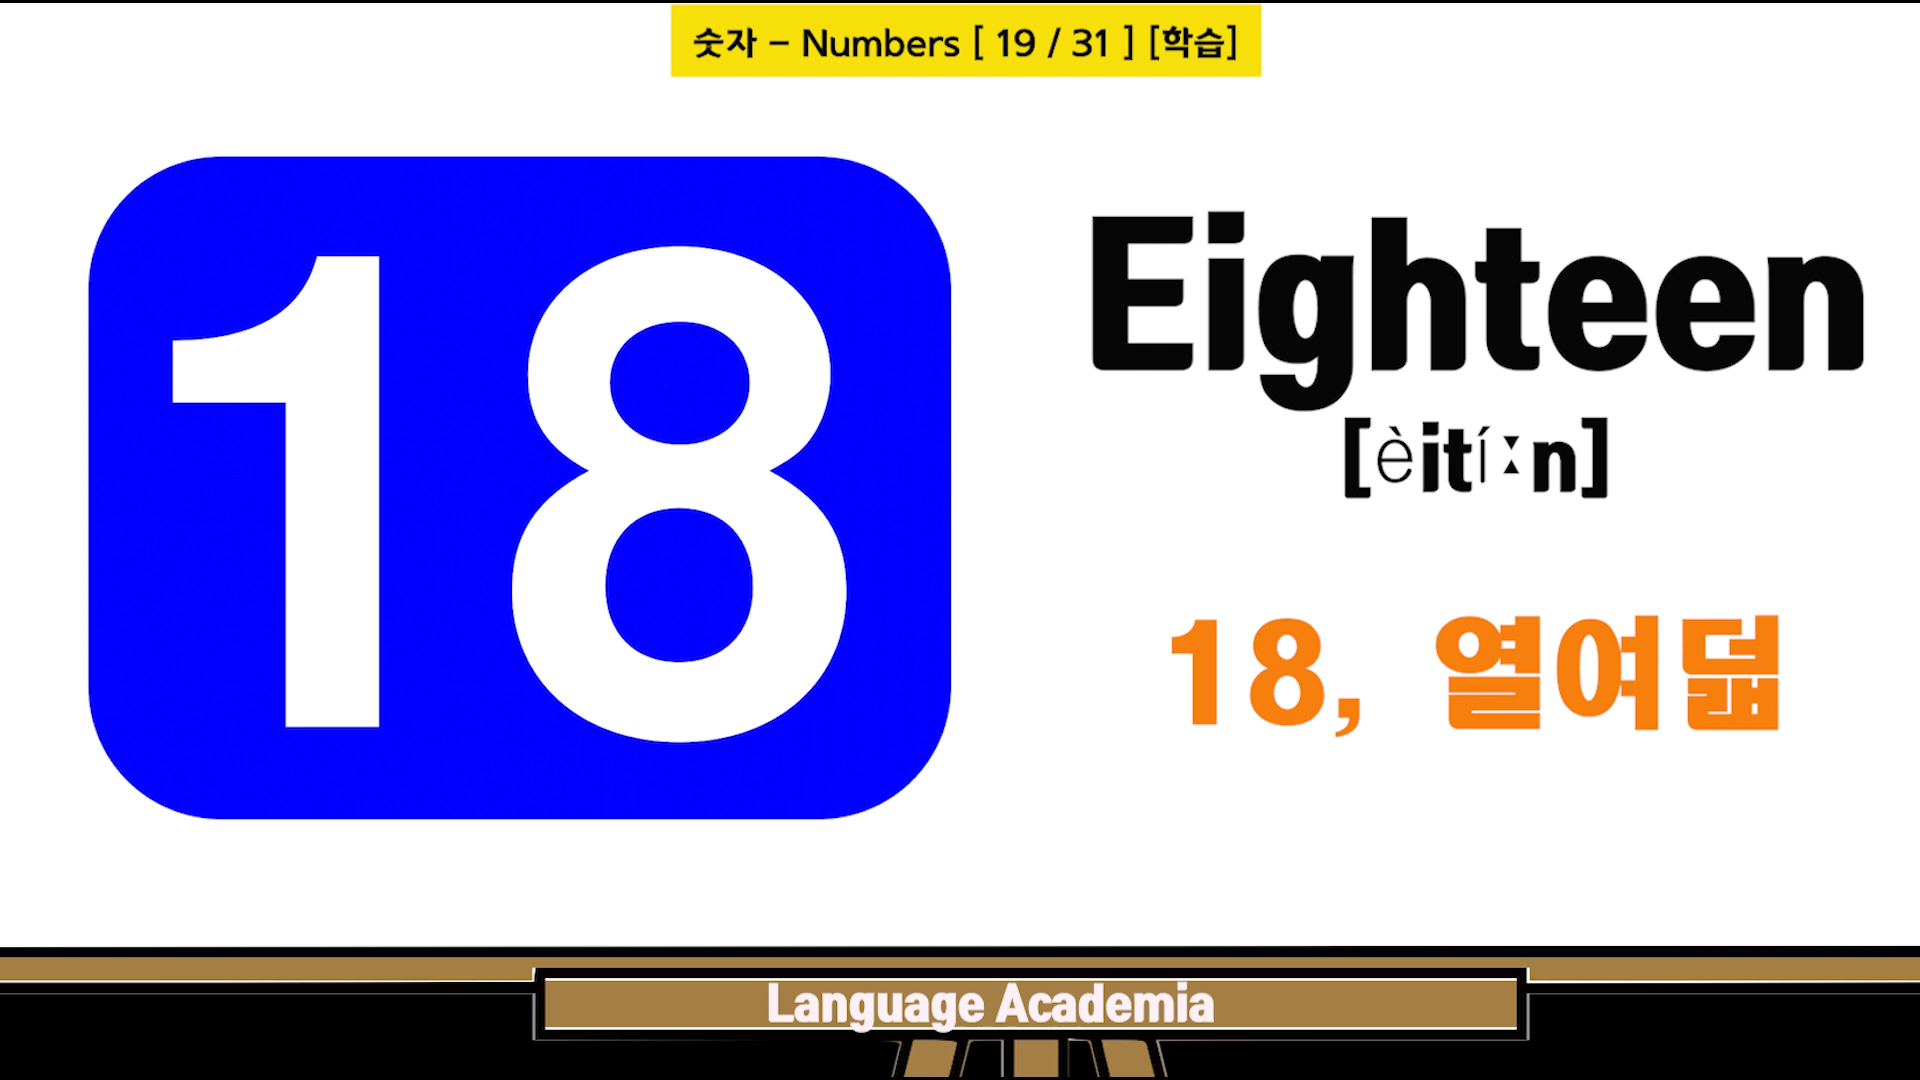 숫자 – Numbers [ 19 / 31 ] [학습]
18
Eighteen
[èitíːn]
18, 열여덟
Language Academia